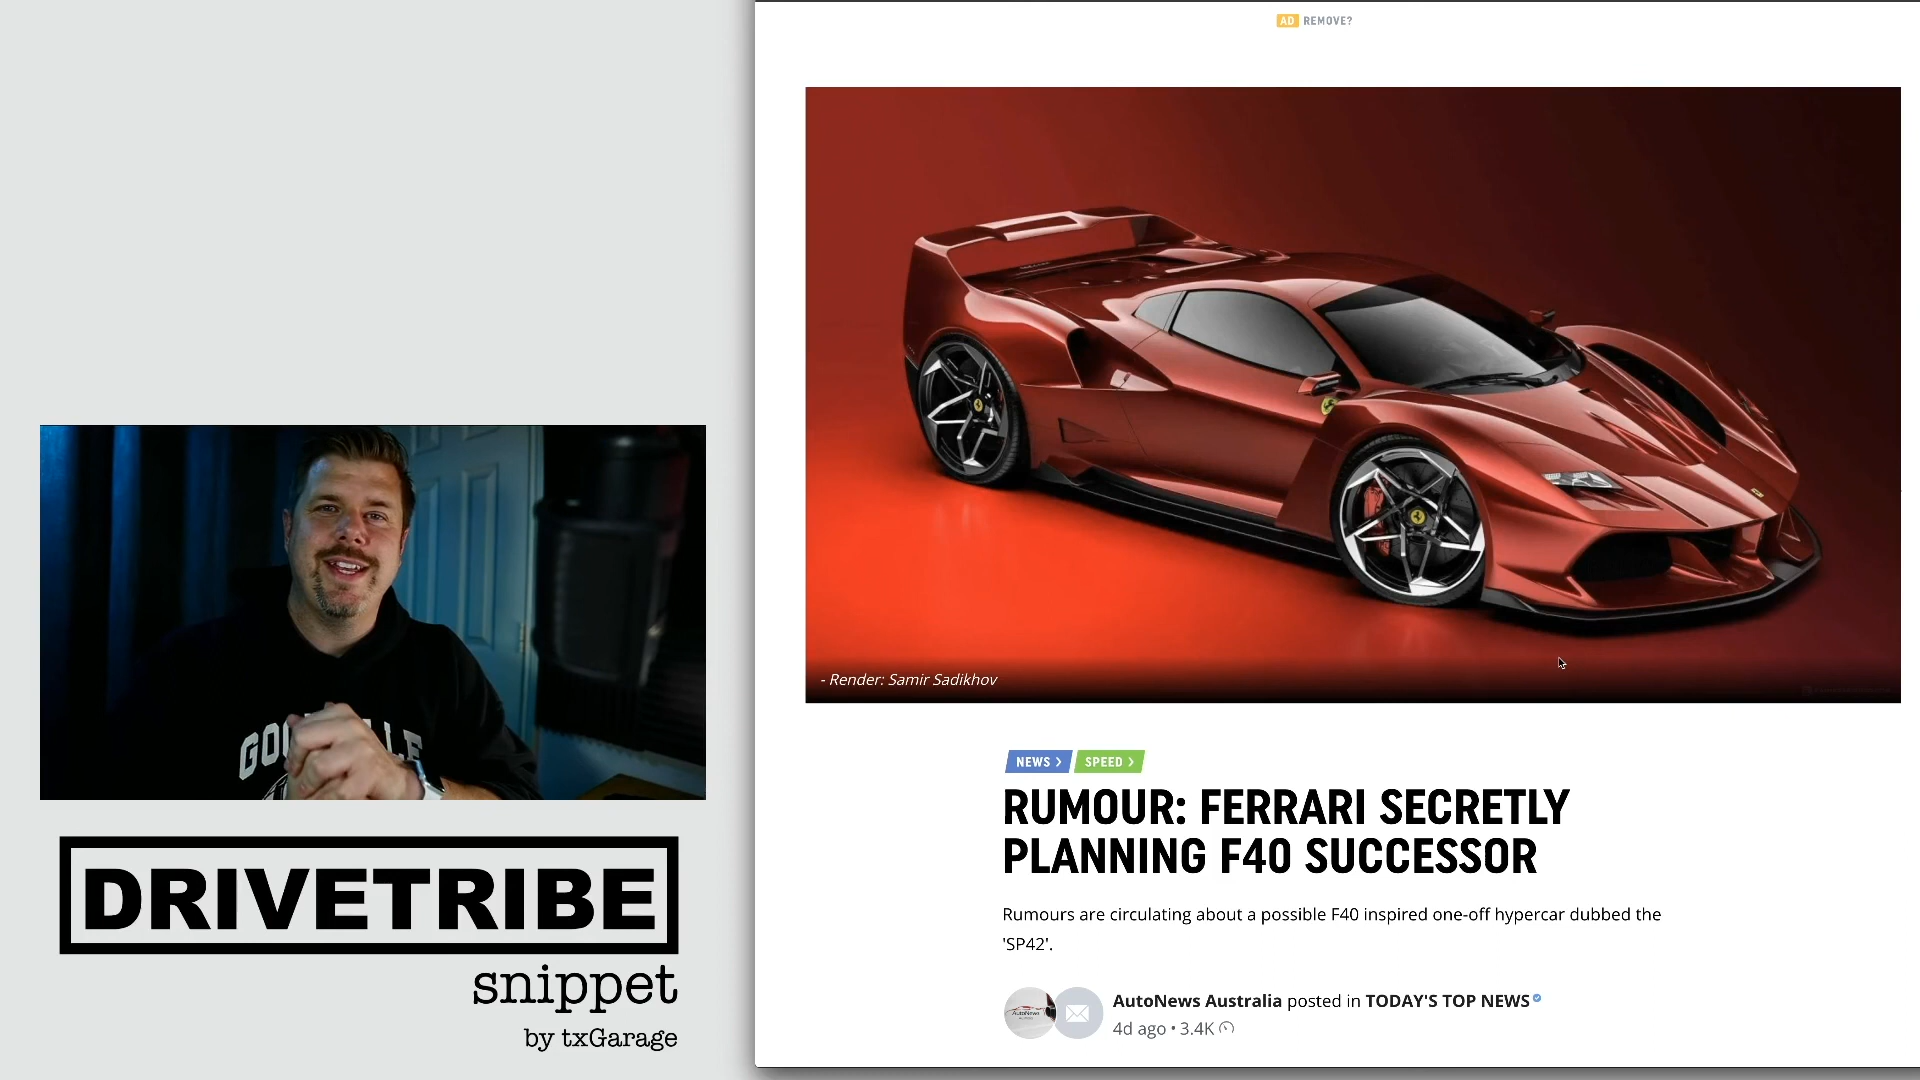 AD REMOVE?
- Render: Samir Sadikhov
NEWS > SPEED >
RUMOUR: FERRARI SECRETLY
PLANNING F40 SUCCESSOR
Rumours are circulating about a possible F40 inspired one-off hypercar dubbed the
'SP42'.
AutoNews Australia posted in TODAY'S TOP NEWS
4d ago • 3.4K
DRIVETRIBE
snippet
by txGarage